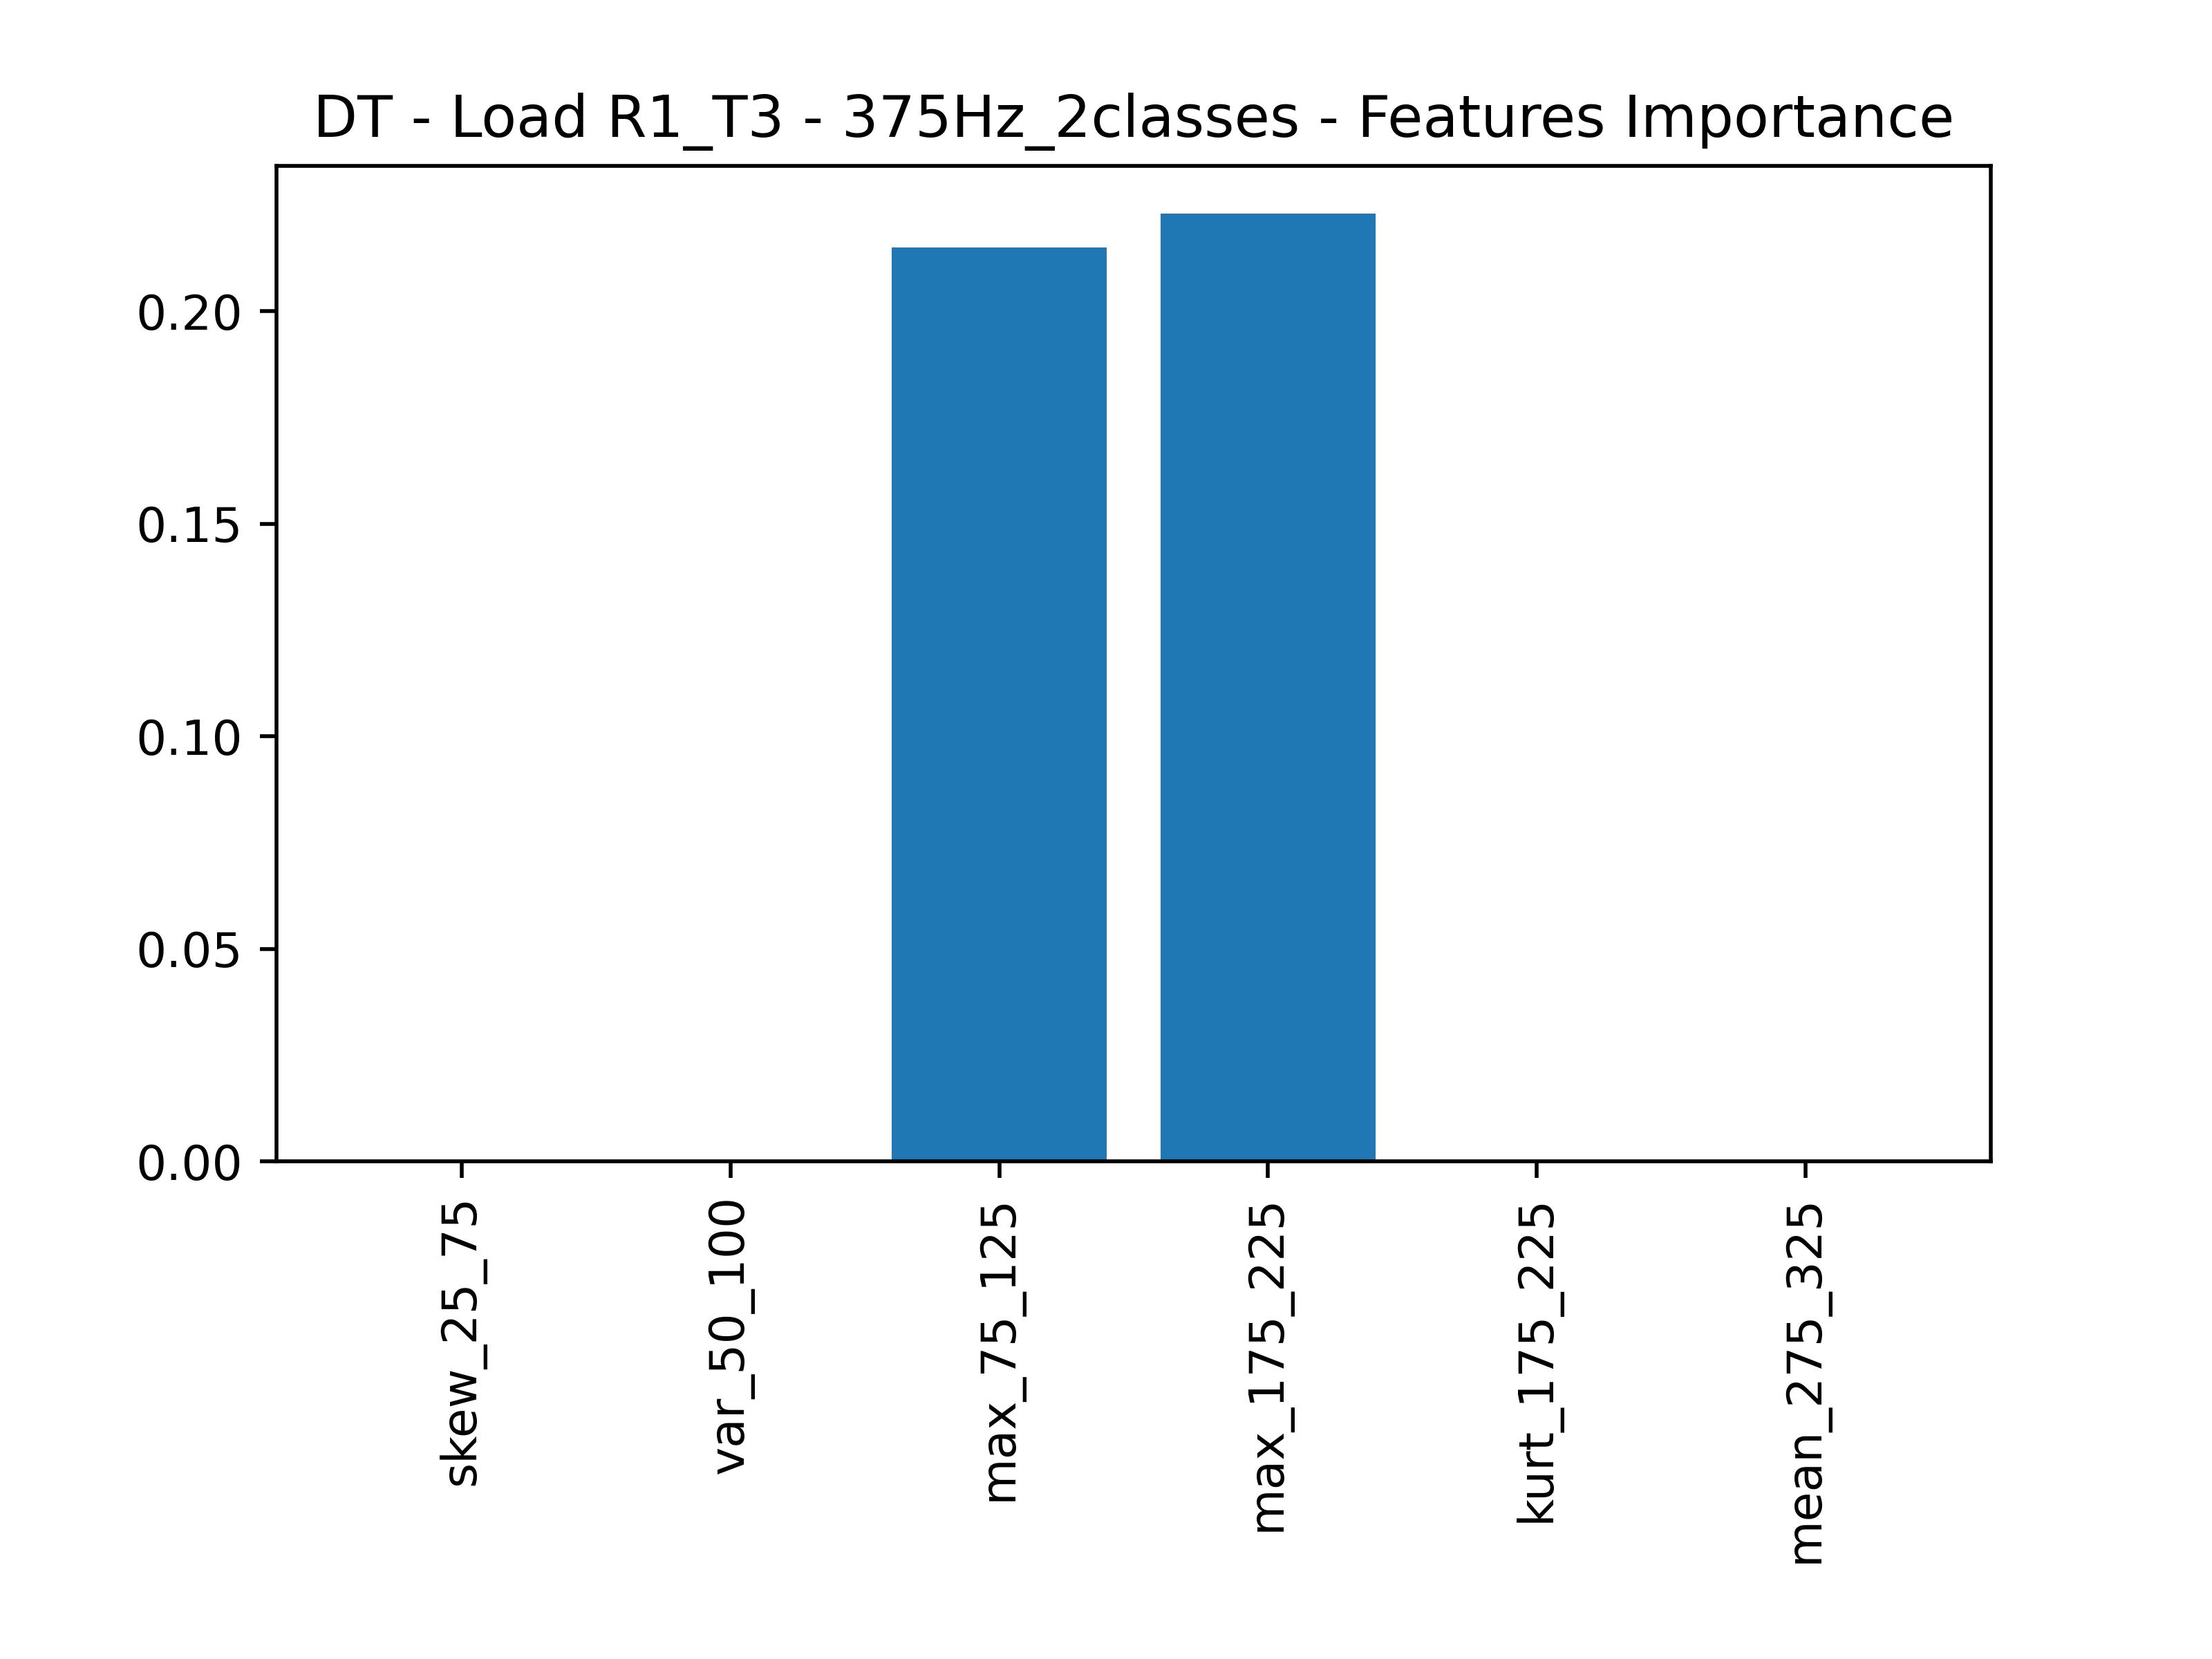 DT - Load R1_T3 - 375Hz_2classes - Features Importance
0.20
0.15
0.10
0.05
0.00
skew_25_75
var_50_100
max_75_125
max_175_225
kurt_175_225
mean_275_325